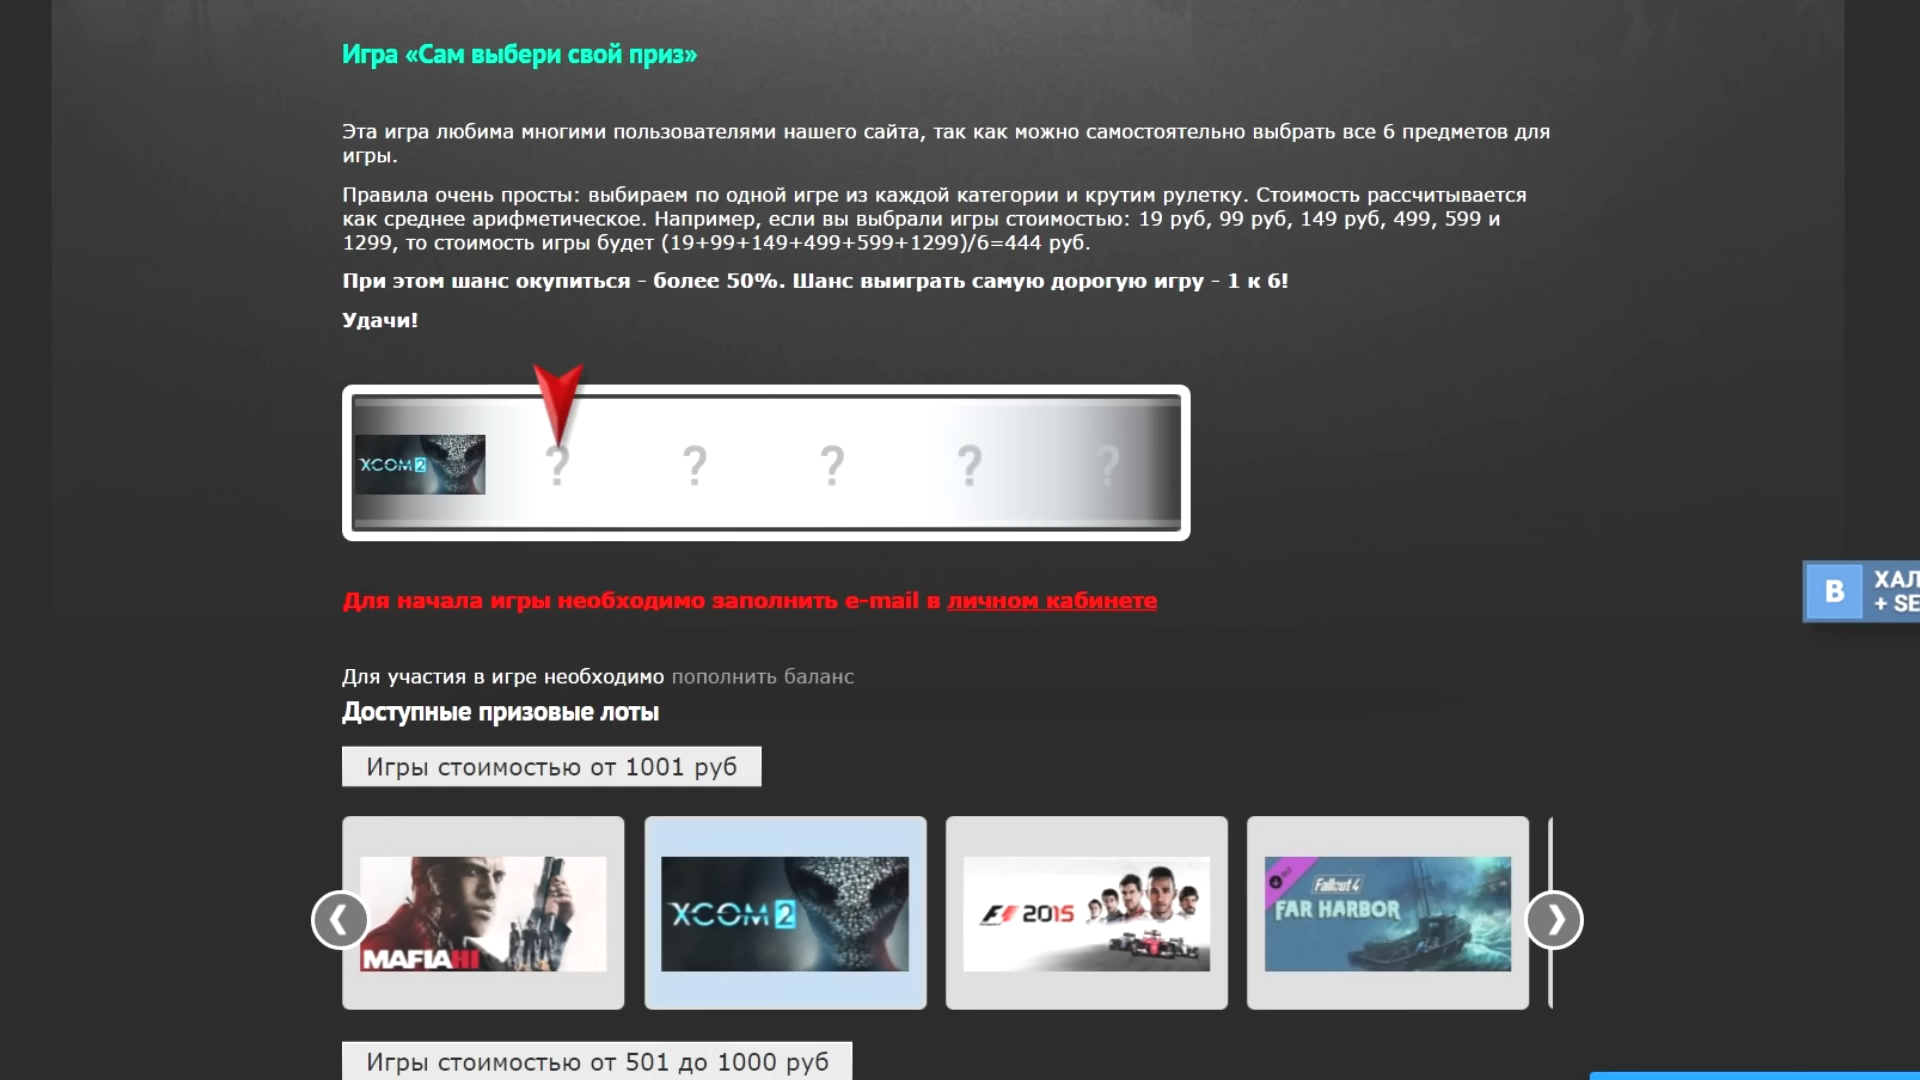 Игра «Сам выбери свой приз»
Эта игра любима многими пользователями нашего сайта, так как можно самостоятельно выбрать все 6 предметов для
игры.
Правила очень просты: выбираем по одной игре из каждой категории и крутим рулетку. Стоимость рассчитывается
как среднее арифметическое. Например, если вы выбрали игры стоимостью: 19 руб, 99 руб, 149 руб, 499, 599 и
1299, то стоимость игры будет (19+99+149+499+599+1299)/6=444 руб.
При этом шанс окупиться - более 50%. Шанс выиграть самую дорогую игру - 1 к 6!
Удачи!
XCOM 2 ? ? ? ? ?
Для начала игры необходимо заполнить e-mail в личном кабинете
B ХАЛ
+ SE
Для участия в игре необходимо пополнить баланс
Доступные призовые лоты
Игры стоимостью от 1001 руб
MAFIA III
XCOM 2
F1 2015
Fallout 4
FAR HARBOR
Игры стоимостью от 501 до 1000 руб